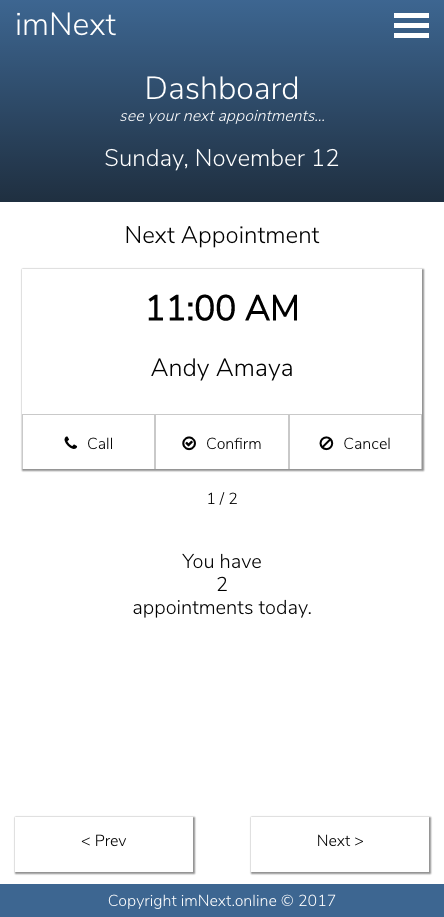 imNext
Dashboard
see your next appointments...
Sunday, November 12
Next Appointment
11:00 AM
Andy Amaya
Call Confirm Cancel
1 / 2
You have
2
appointments today.
< Prev Next >
Copyright imNext.online © 2017